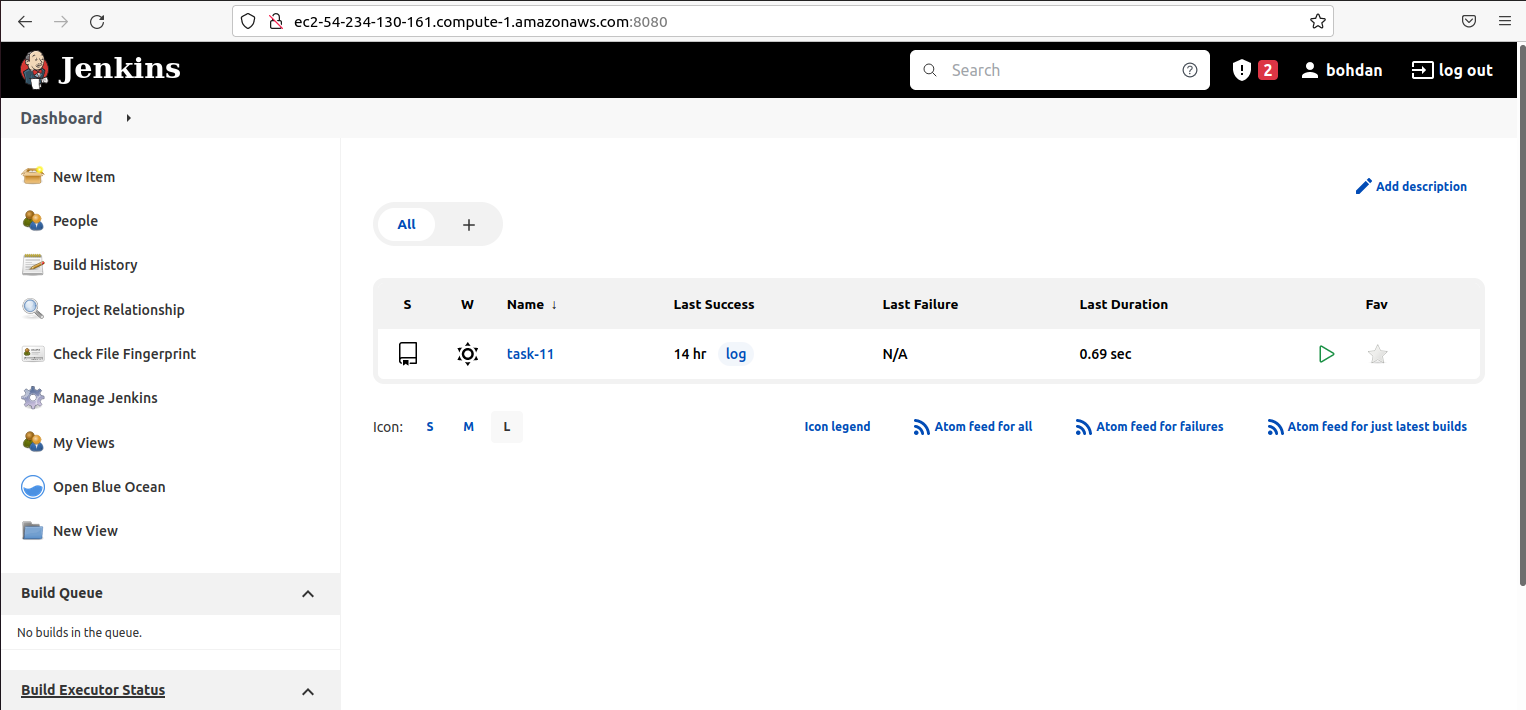 ec2-54-234-130-161.compute-1.amazonaws.com:8080
Jenkins
Search
2
bohdan
log out
Dashboard
New Item
People
Build History
Project Relationship
Check File Fingerprint
Manage Jenkins
My Views
Open Blue Ocean
New View
Build Queue
No builds in the queue.
Build Executor Status
Add description
All +
S W Name ↓ Last Success Last Failure Last Duration Fav
task-11 14 hr log N/A 0.69 sec
Icon: S M L Icon legend Atom feed for all Atom feed for failures Atom feed for just latest builds